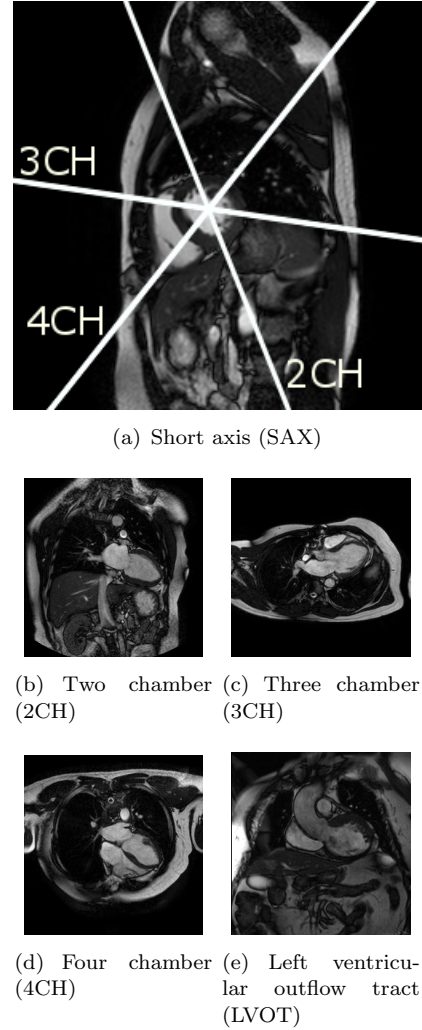 3CH
4CH
2CH
(a) Short axis (SAX)
(b) Two chamber
(2CH)
(c) Three chamber
(3CH)
(d) Four chamber
(4CH)
(e) Left ventricu-
lar outflow tract
(LVOT)